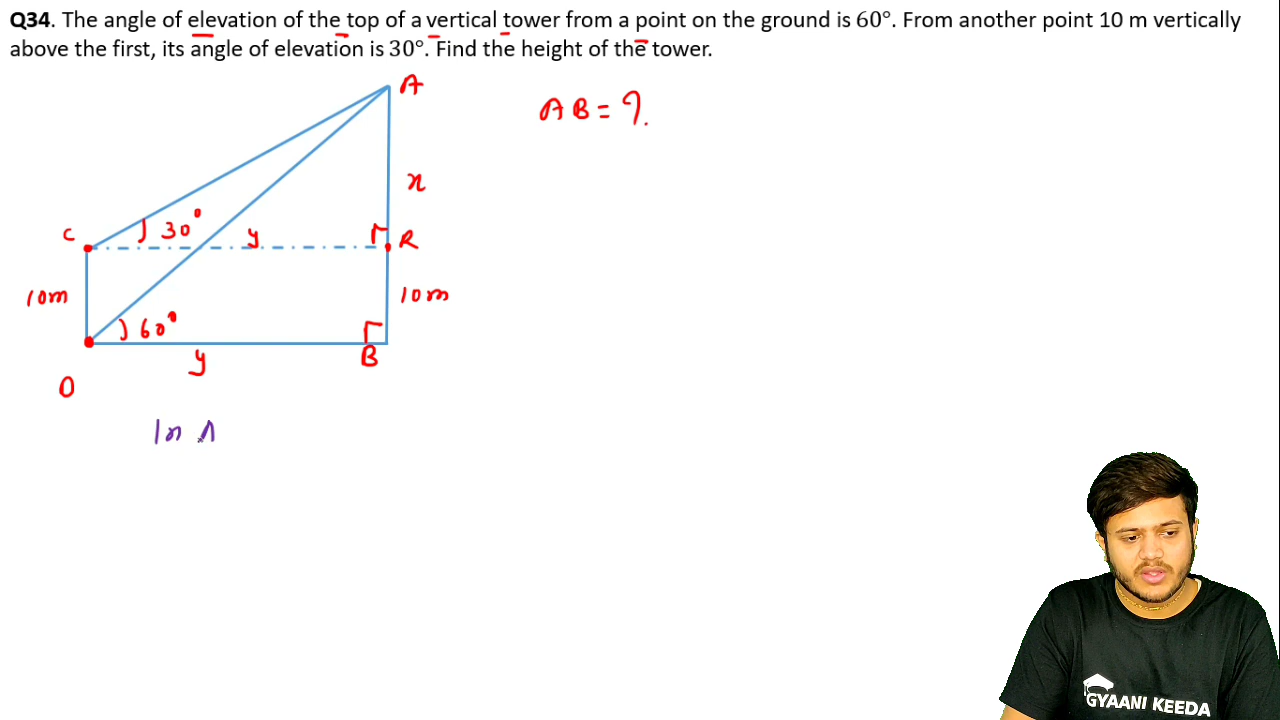 Q34. The angle of elevation of the top of a vertical tower from a point on the ground is 60°. From another point 10 m vertically
above the first, its angle of elevation is 30°. Find the height of the tower.
A
AB = ?
x
C
30°
y
R
10m
10m
60°
B
y
O
In Δ
GYAANI KEEDA